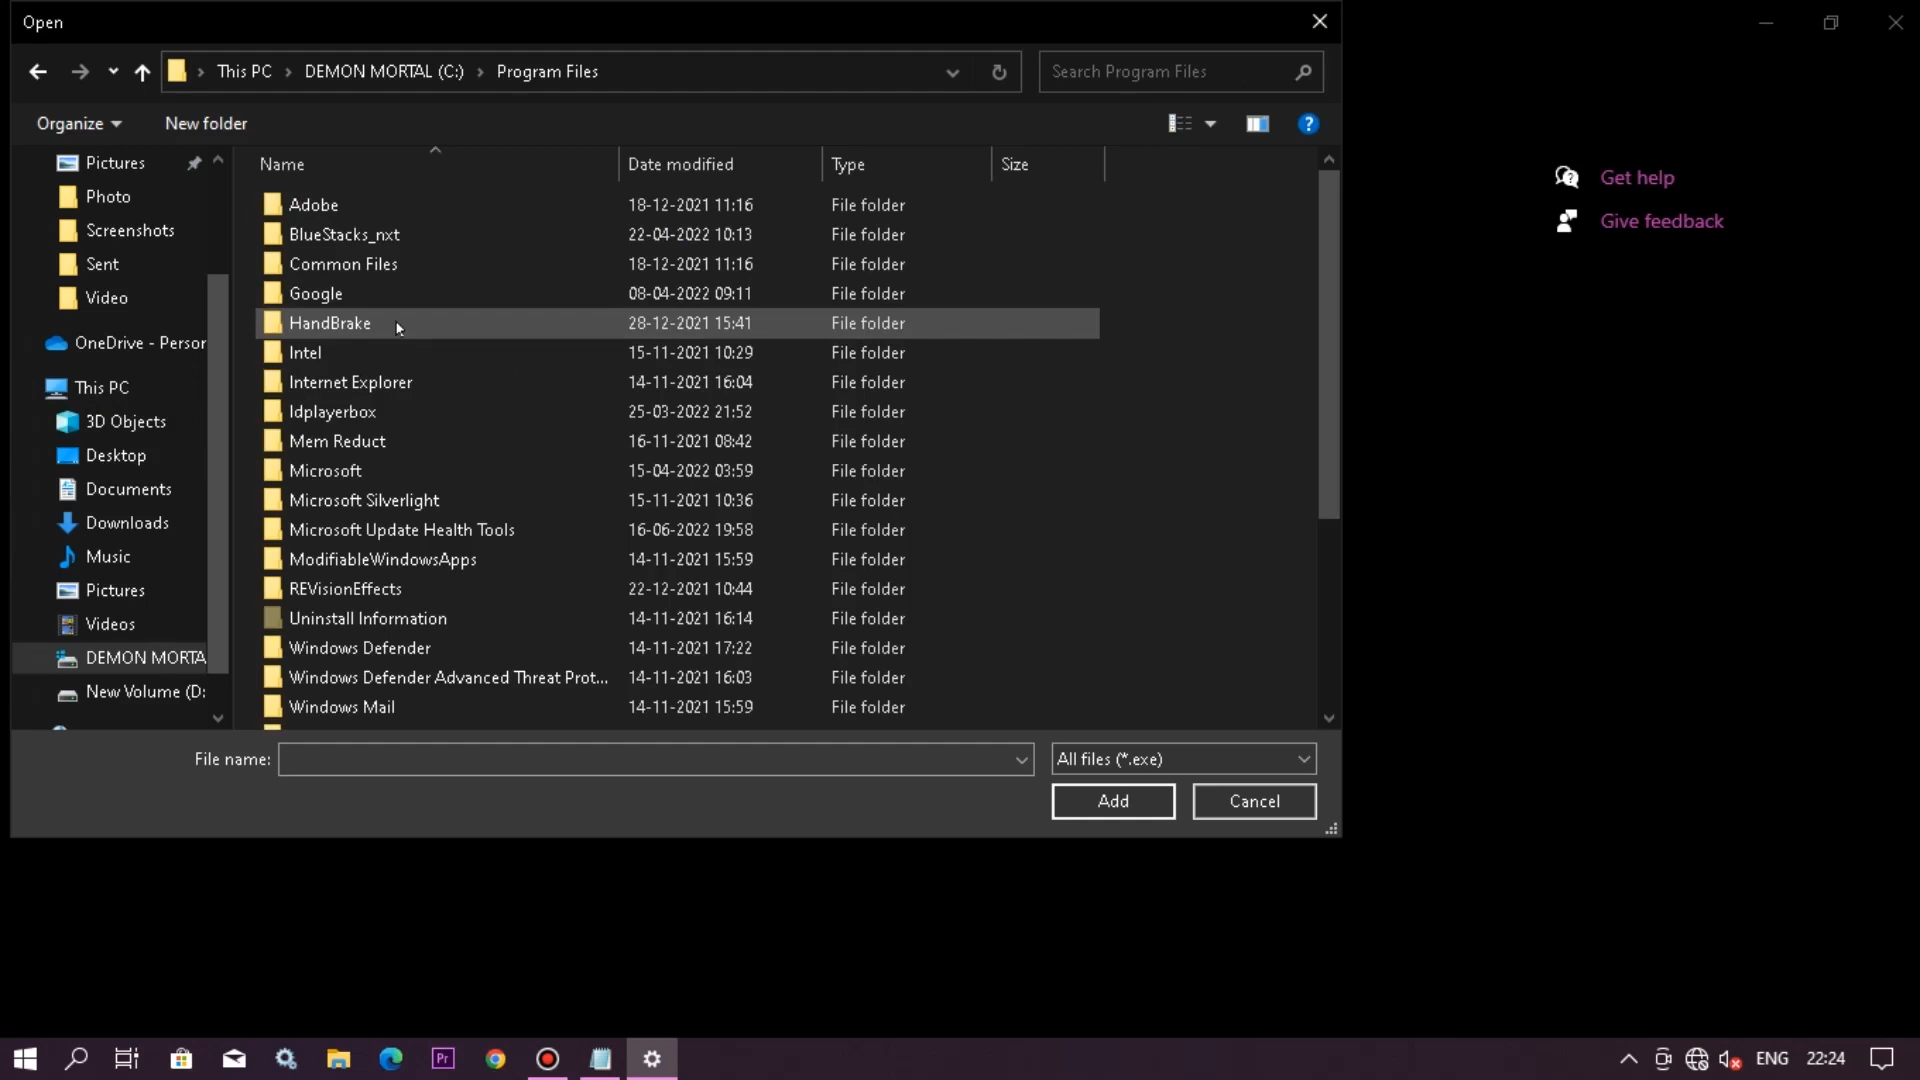 Open
This PC > DEMON MORTAL (C:) > Program Files
Search Program Files
Organize
New folder
Pictures
Photo
Screenshots
Sent
Video
OneDrive - Persor
This PC
3D Objects
Desktop
Documents
Downloads
Music
Pictures
Videos
DEMON MORTA
New Volume (D:
Name Date modified Type Size
Adobe 18-12-2021 11:16 File folder
BlueStacks_nxt 22-04-2022 10:13 File folder
Common Files 18-12-2021 11:16 File folder
Google 08-04-2022 09:11 File folder
HandBrake 28-12-2021 15:41 File folder
Intel 15-11-2021 10:29 File folder
Internet Explorer 14-11-2021 16:04 File folder
ldplayerbox 25-03-2022 21:52 File folder
Mem Reduct 16-11-2021 08:42 File folder
Microsoft 15-04-2022 03:59 File folder
Microsoft Silverlight 15-11-2021 10:36 File folder
Microsoft Update Health Tools 16-06-2022 19:58 File folder
ModifiableWindowsApps 14-11-2021 15:59 File folder
REVisionEffects 22-12-2021 10:44 File folder
Uninstall Information 14-11-2021 16:14 File folder
Windows Defender 14-11-2021 17:22 File folder
Windows Defender Advanced Threat Prot... 14-11-2021 16:03 File folder
Windows Mail 14-11-2021 15:59 File folder
File name:
All files (*.exe)
Add
Cancel
Get help
Give feedback
Pr
ENG
22:24